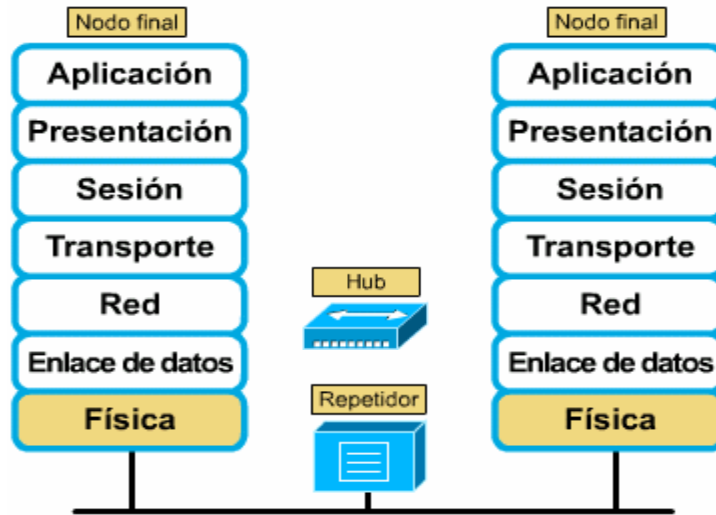 Nodo final
Aplicación
Presentación
Sesión
Transporte
Red
Enlace de datos
Física
Hub
Repetidor
Nodo final
Aplicación
Presentación
Sesión
Transporte
Red
Enlace de datos
Física